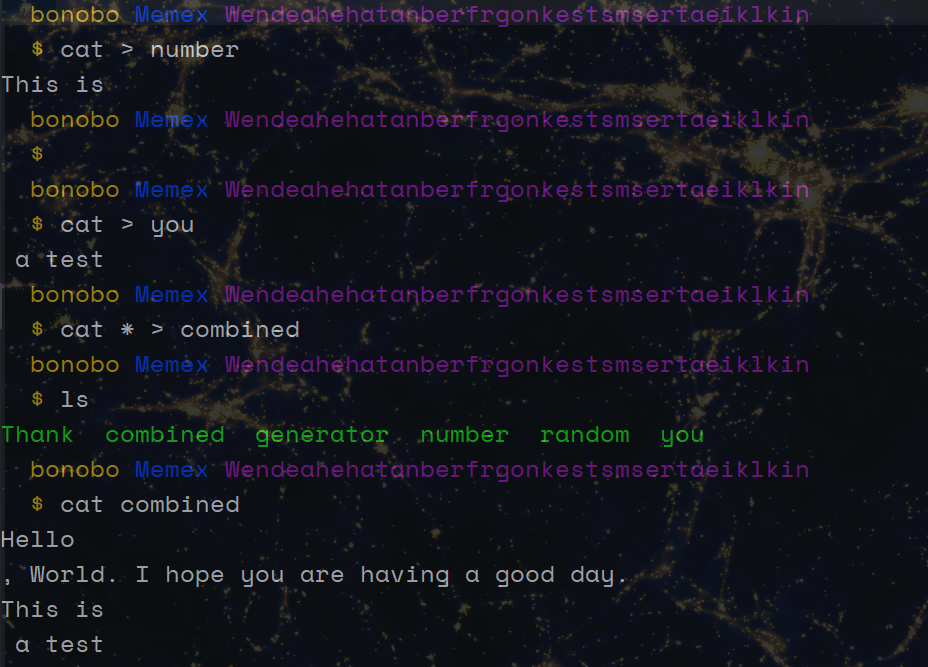 bonobo Memex Wendeahehatanberfrgonkestsmsertaeiklkin
$ cat > number
This is
bonobo Memex Wendeahehatanberfrgonkestsmsertaeiklkin
$
bonobo Memex Wendeahehatanberfrgonkestsmsertaeiklkin
$ cat > you
a test
bonobo Memex Wendeahehatanberfrgonkestsmsertaeiklkin
$ cat * > combined
bonobo Memex Wendeahehatanberfrgonkestsmsertaeiklkin
$ ls
Thank combined generator number random you
bonobo Memex Wendeahehatanberfrgonkestsmsertaeiklkin
$ cat combined
Hello
, World. I hope you are having a good day.
This is
a test